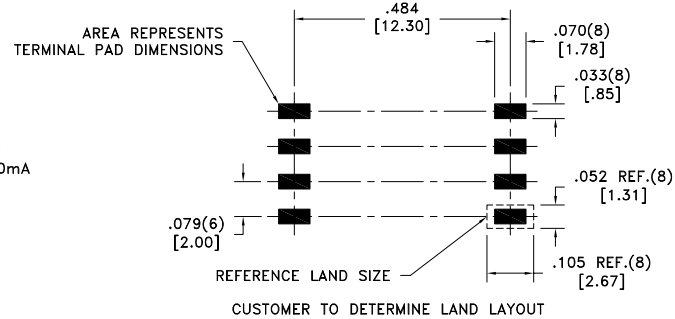 .484
[12.30]
AREA REPRESENTS
TERMINAL PAD DIMENSIONS
.070(8)
[1.78]
.033(8)
[.85]
0mA
.052 REF.(8)
[1.31]
.079(6)
[2.00]
REFERENCE LAND SIZE
.105 REF.(8)
[2.67]
CUSTOMER TO DETERMINE LAND LAYOUT